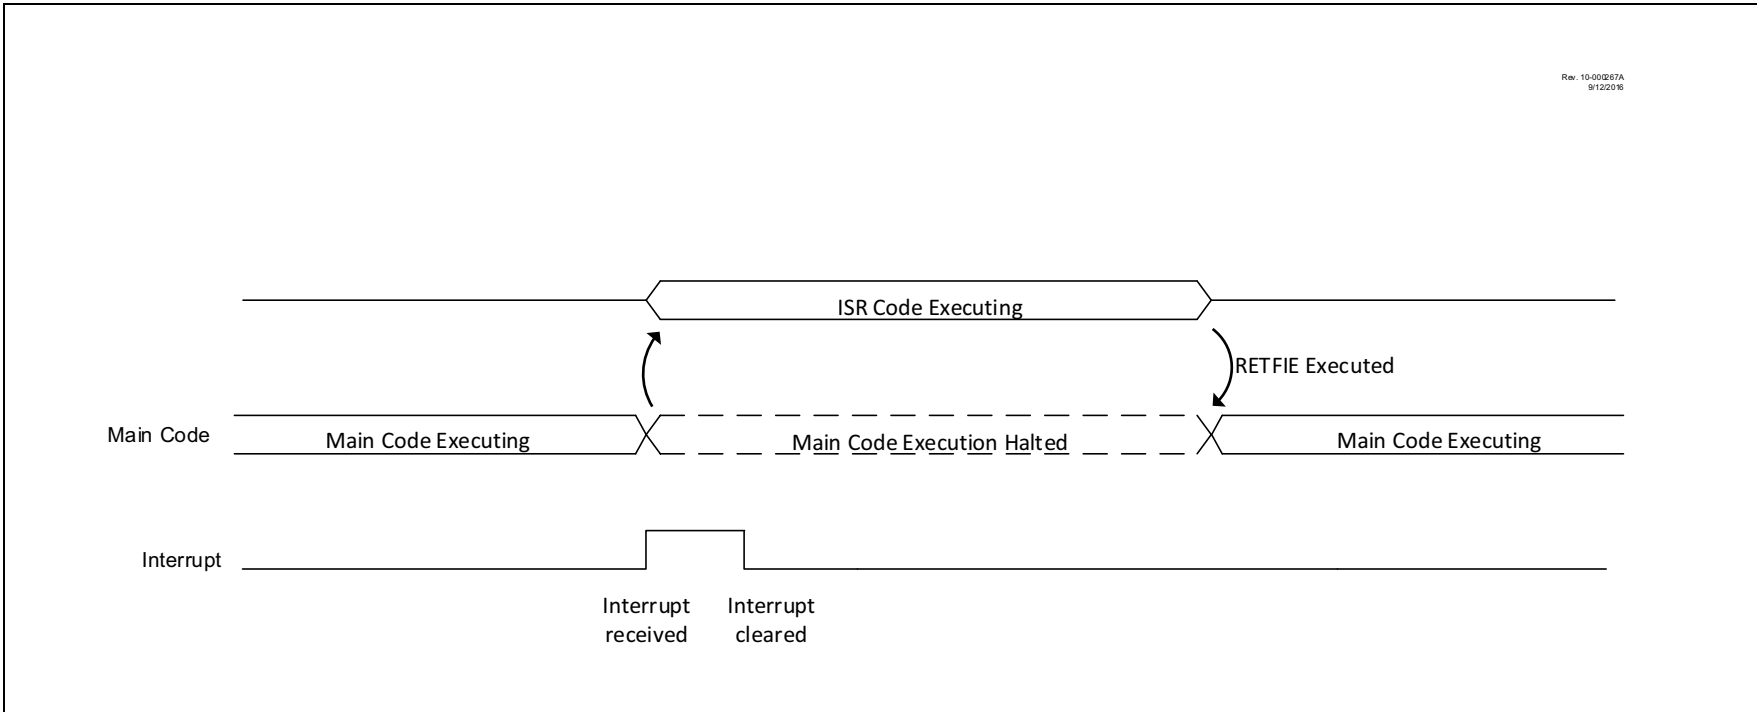 Rev. 10-000267A
9/12/2016
ISR Code Executing
RETFIE Executed
Main Code
Main Code Executing
Main Code Execution Halted
Main Code Executing
Interrupt
Interrupt
received
Interrupt
cleared